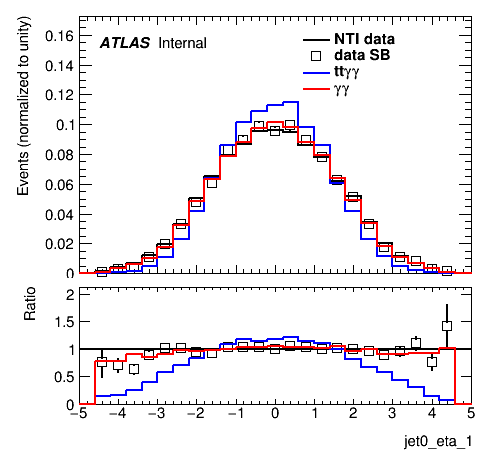 ATLAS Internal
NTI data
data SB
ttγγ
γγ
Events (normalized to unity)
0.16
0.14
0.12
0.1
0.08
0.06
0.04
0.02
0
Ratio
2
1.5
1
0.5
0
−5 −4 −3 −2 −1 0 1 2 3 4 5
jet0_eta_1